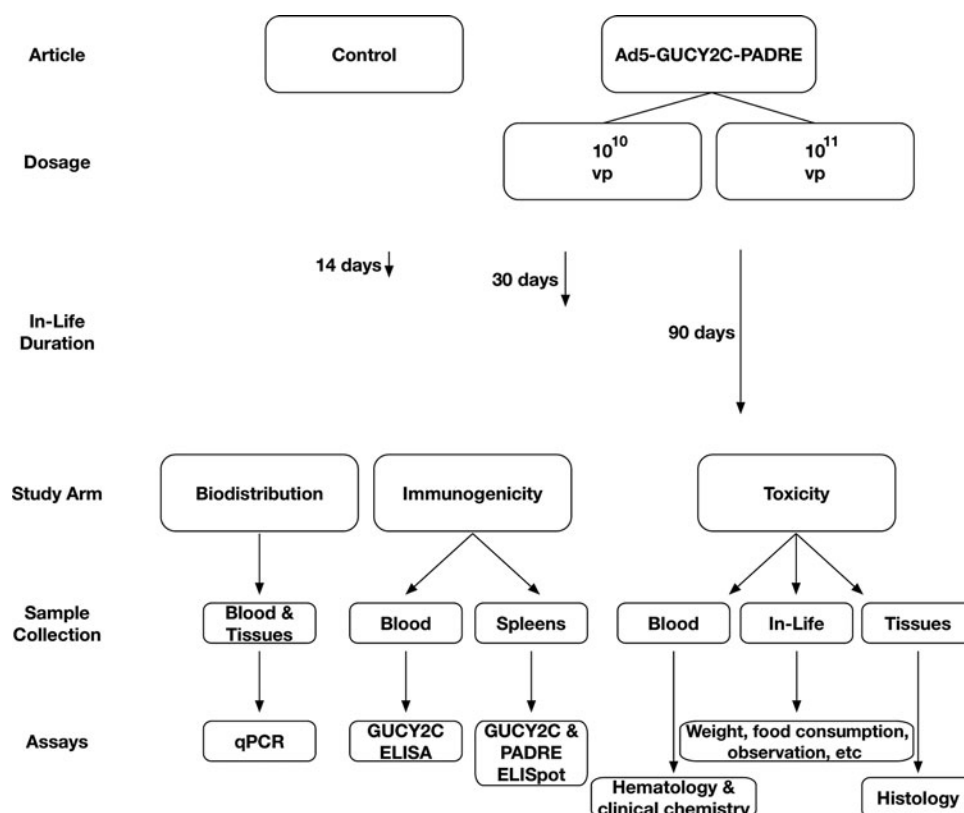 Article
Control
Ad5-GUCY2C-PADRE
Dosage
10^10
vp
10^11
vp
14 days
30 days
In-Life
Duration
90 days
Study Arm
Biodistribution
Immunogenicity
Toxicity
Sample
Collection
Blood &
Tissues
Blood
Spleens
Blood
In-Life
Tissues
Assays
qPCR
GUCY2C
ELISA
GUCY2C &
PADRE
ELISpot
Weight, food consumption,
observation, etc
Hematology &
clinical chemistry
Histology